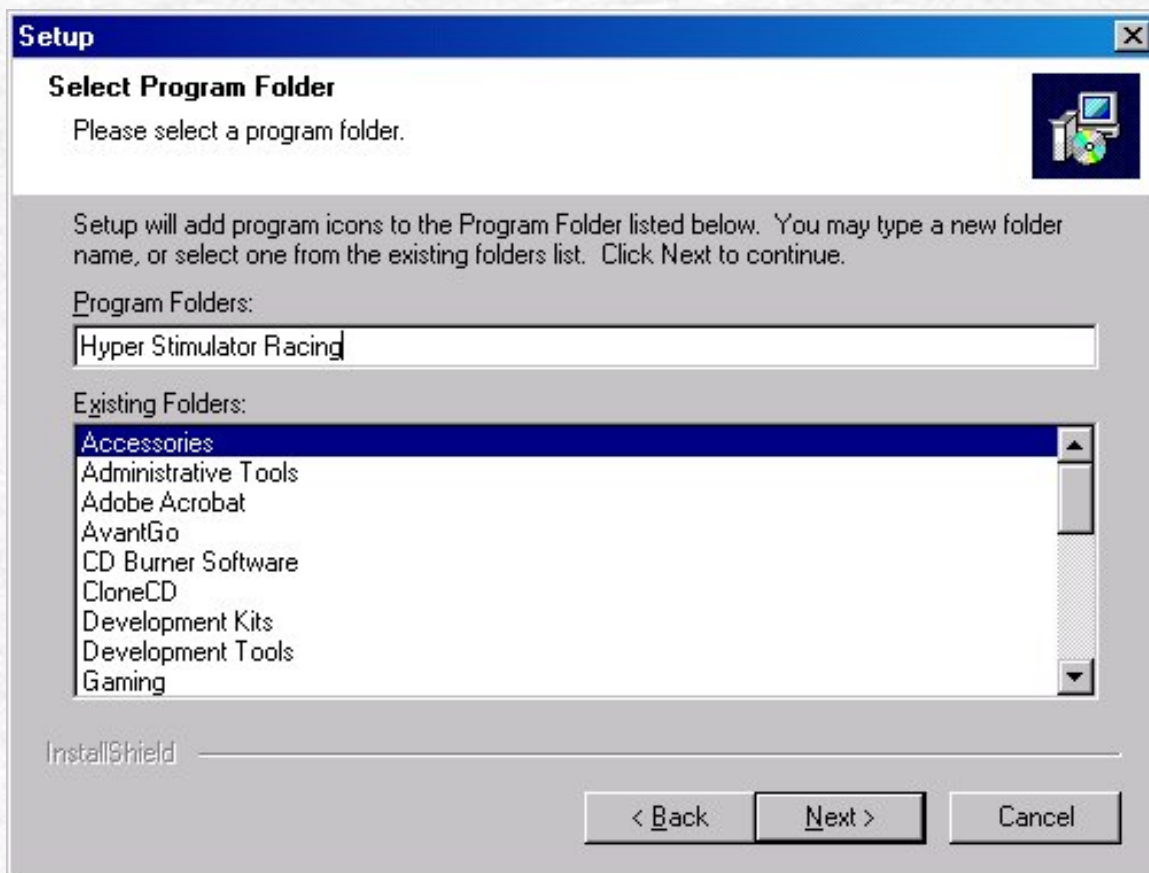 Setup
Select Program Folder
Please select a program folder.
Setup will add program icons to the Program Folder listed below.  You may type a new folder
name, or select one from the existing folders list.  Click Next to continue.
Program Folders:
Hyper Stimulator Racing
Existing Folders:
Accessories
Administrative Tools
Adobe Acrobat
AvantGo
CD Burner Software
CloneCD
Development Kits
Development Tools
Gaming
InstallShield
< Back
Next >
Cancel